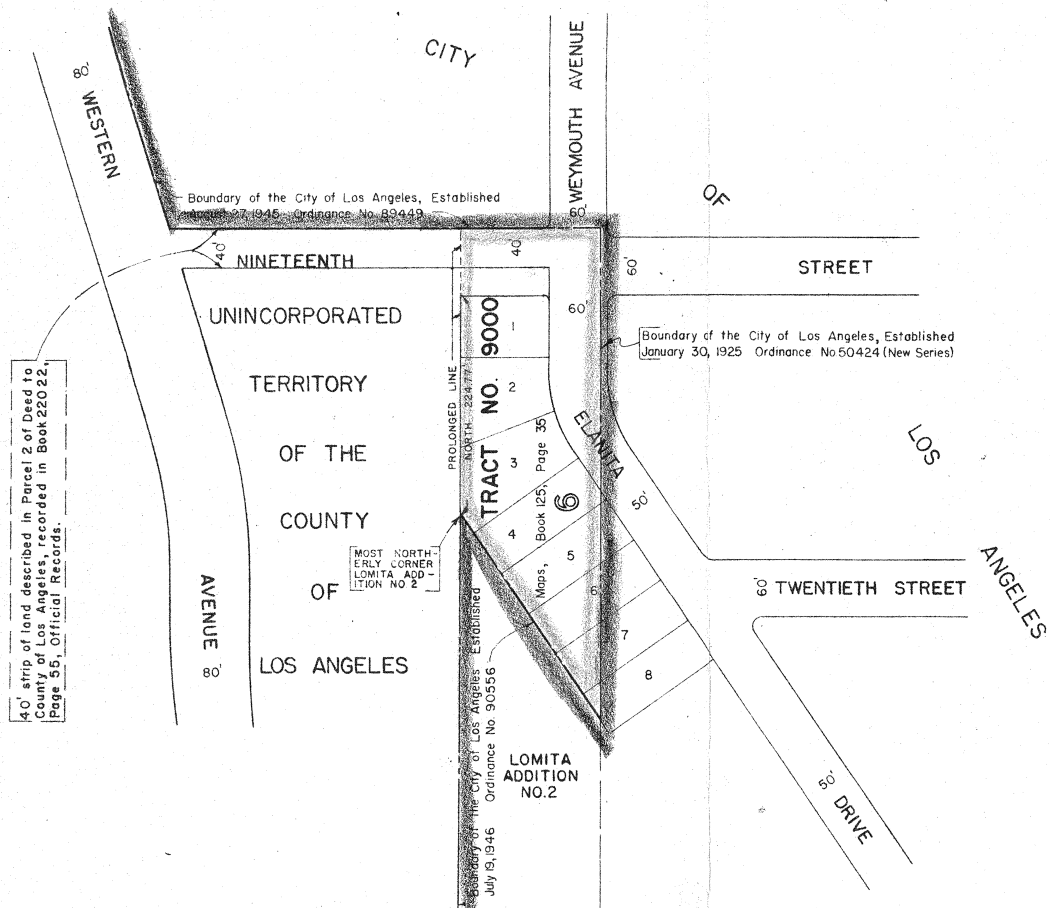 CITY
OF
LOS
ANGELES
80'
WESTERN
AVENUE
80'
WEYMOUTH AVENUE
60'
Boundary of the City of Los Angeles, Established
August 27, 1945 Ordinance No. 89449
40'
NINETEENTH
40'
60'
STREET
60'
Boundary of the City of Los Angeles, Established
January 30, 1925 Ordinance No. 50424 (New Series)
UNINCORPORATED
TERRITORY
OF THE
COUNTY
OF
LOS ANGELES
40' strip of land described in Parcel 2 of Deed to
County of Los Angeles, recorded in Book 22022,
Page 55, Official Records.
PROLONGED LINE
NORTH 224.77'
TRACT NO. 9000
Maps, Book 125, Page 35
1
2
3
4
5
6
7
8
6
ELANITA
50'
MOST NORTH-
ERLY CORNER
LOMITA ADD-
ITION NO 2
60'
TWENTIETH STREET
Boundary of the City of Los Angeles Established
July 19, 1946 Ordinance No. 90556
LOMITA
ADDITION
NO.2
50'
DRIVE